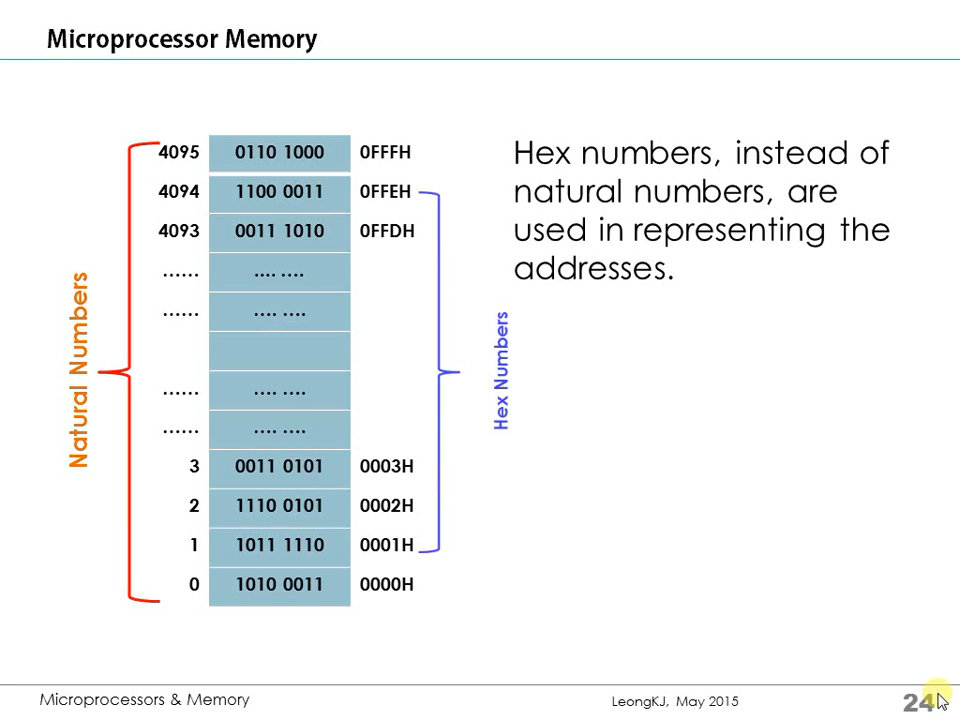 Microprocessor Memory
4095 0110 1000 0FFFH
4094 1100 0011 0FFEH
4093 0011 1010 0FFDH
...... .... ....
...... .... ....
...... .... ....
...... .... ....
3 0011 0101 0003H
2 1110 0101 0002H
1 1011 1110 0001H
0 1010 0011 0000H
Natural Numbers
Hex Numbers
Hex numbers, instead of
natural numbers, are
used in representing the
addresses.
Microprocessors & Memory
LeongKJ, May 2015
24